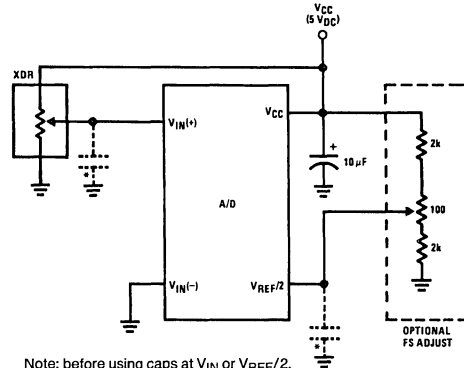 VCC
(5 VDC)
XDR
VIN(+)
VCC
2k
+
10 µF
*
100
A/D
2k
VIN(–)
VREF/2
*
OPTIONAL
FS ADJUST
Note: before using caps at VIN or VREF/2,